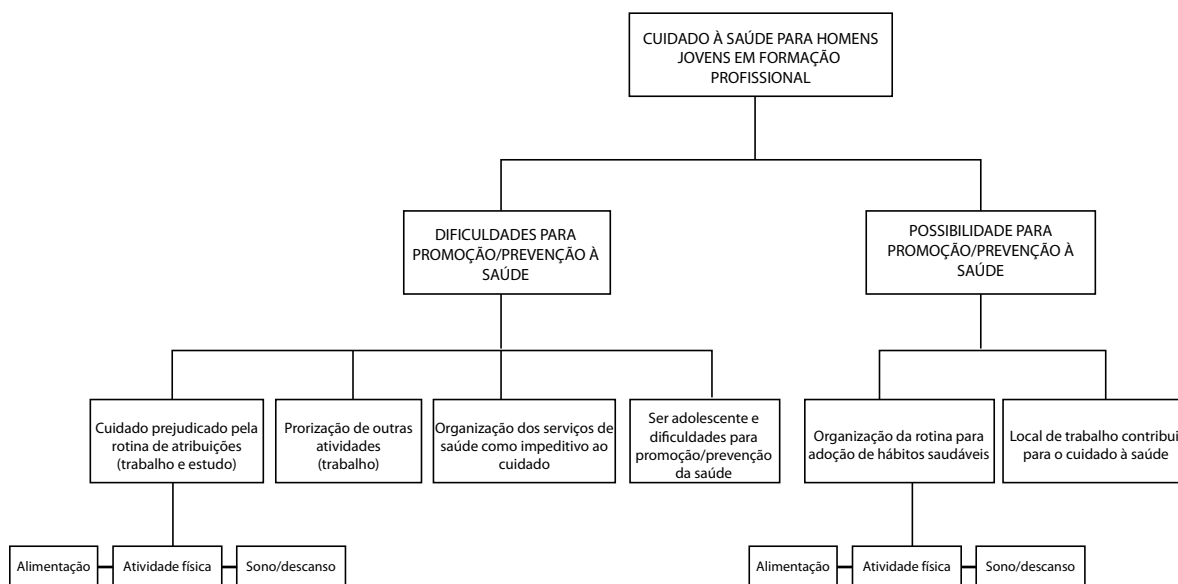 CUIDADO À SAÚDE PARA HOMENS
JOVENS EM FORMAÇÃO
PROFISSIONAL
DIFICULDADES PARA
PROMOÇÃO/PREVENÇÃO À
SAÚDE
POSSIBILIDADE PARA
PROMOÇÃO/PREVENÇÃO À
SAÚDE
Cuidado prejudicado pela
rotina de atribuições
(trabalho e estudo)
Prorização de outras
atividades
(trabalho)
Organização dos serviços de
saúde como impeditivo ao
cuidado
Ser adolescente e
dificuldades para
promoção/prevenção
da saúde
Organização da rotina para
adoção de hábitos saudáveis
Local de trabalho contribui
para o cuidado à saúde
Alimentação
Atividade física
Sono/descanso
Alimentação
Atividade física
Sono/descanso